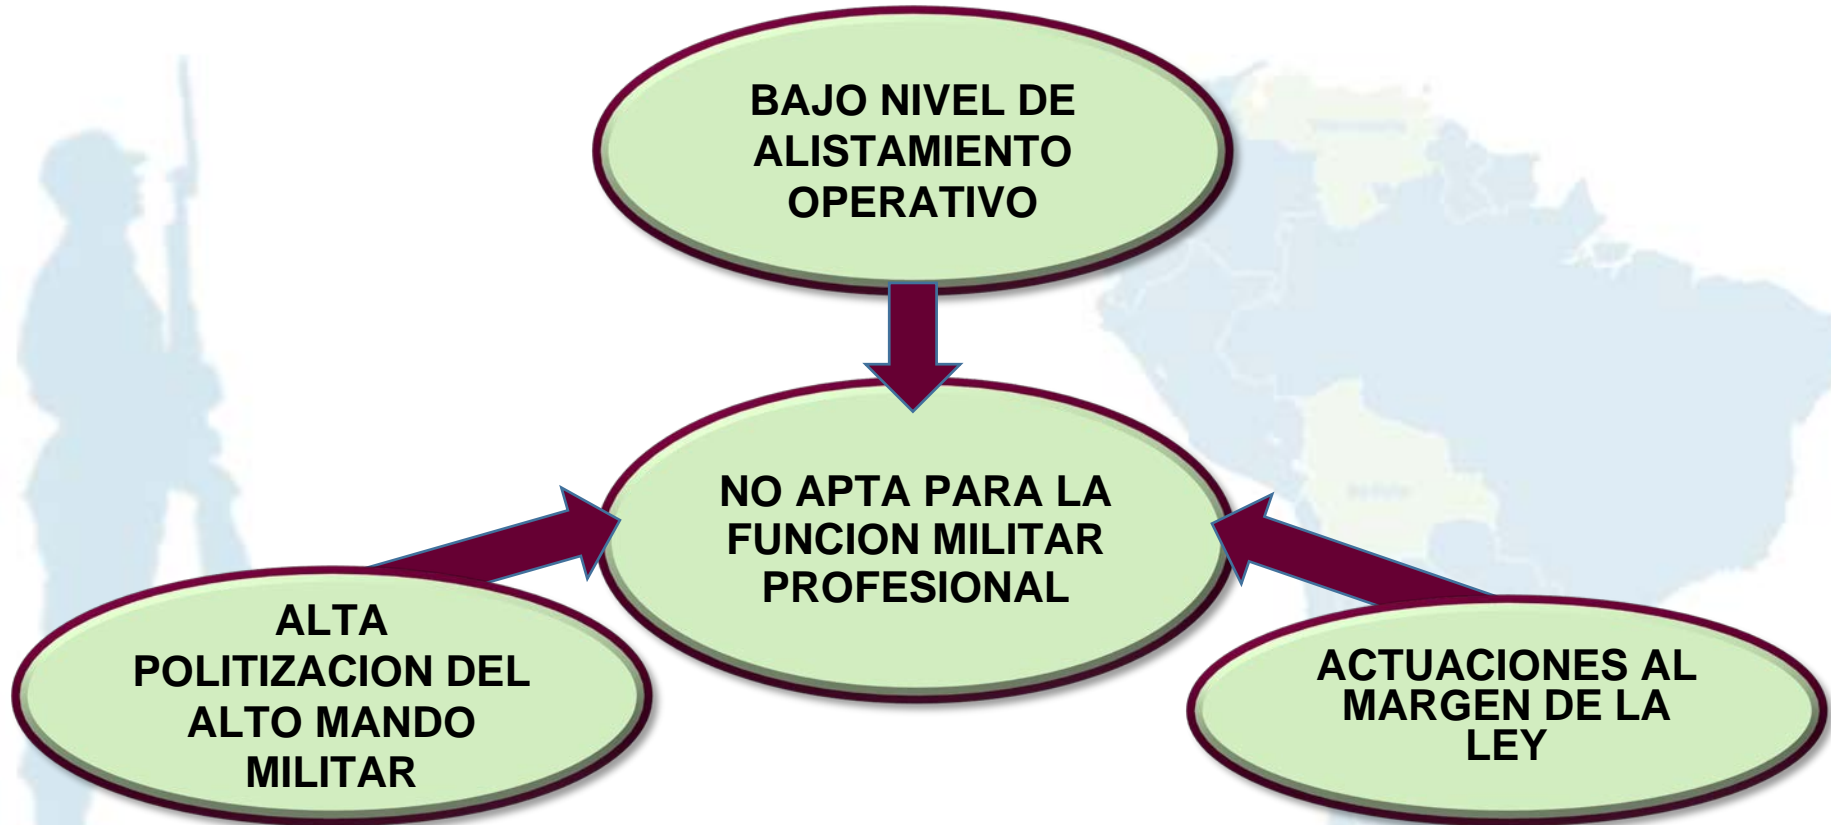 BAJO NIVEL DE
ALISTAMIENTO
OPERATIVO
NO APTA PARA LA
FUNCION MILITAR
PROFESIONAL
ALTA
POLITIZACION DEL
ALTO MANDO
MILITAR
ACTUACIONES AL
MARGEN DE LA
LEY